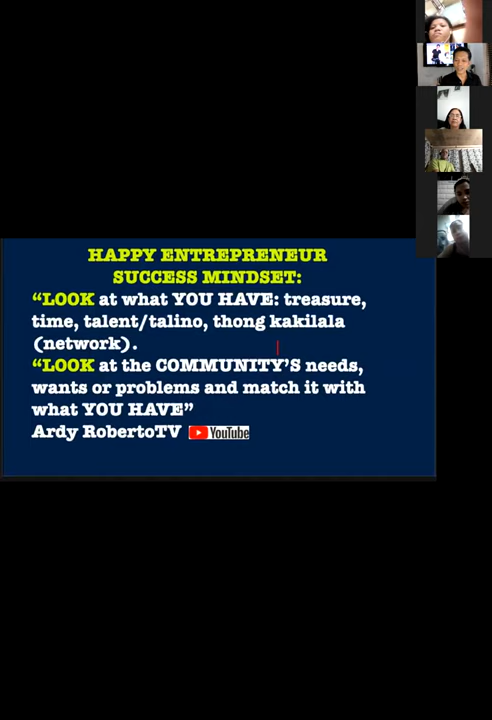 HAPPY ENTREPRENEUR
SUCCESS MINDSET:
“LOOK at what YOU HAVE: treasure,
time, talent/talino, thong kakilala
(network).
“LOOK at the COMMUNITY’S needs,
wants or problems and match it with
what YOU HAVE”
Ardy RobertoTV YouTube